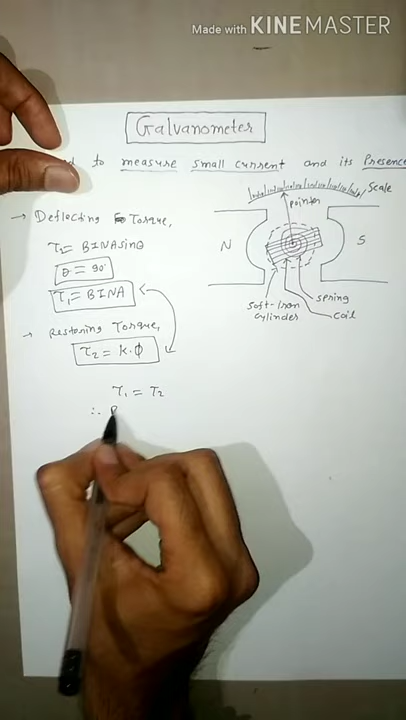 Made with KINEMASTER
Galvanometer
to measure small current and its Presence
→ Deflecting Torque,
τ₁= BINAsinθ
θ = 90°
τ₁= BINA
→ Restoring Torque,
τ₂ = K.Φ
τ₁ = τ₂
∴
Scale
pointer
N
S
spring
soft-Iron
cylinder
coil